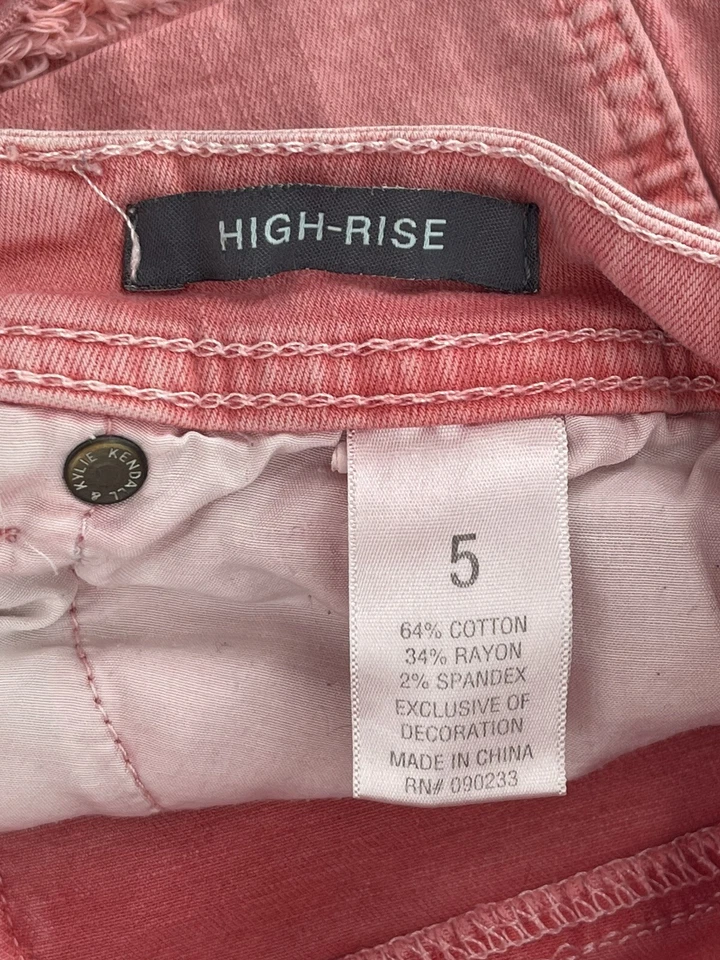 HIGH-RISE
KENDALL & KYLIE
5
64% COTTON
34% RAYON
2% SPANDEX
EXCLUSIVE OF
DECORATION
MADE IN CHINA
RN# 090233